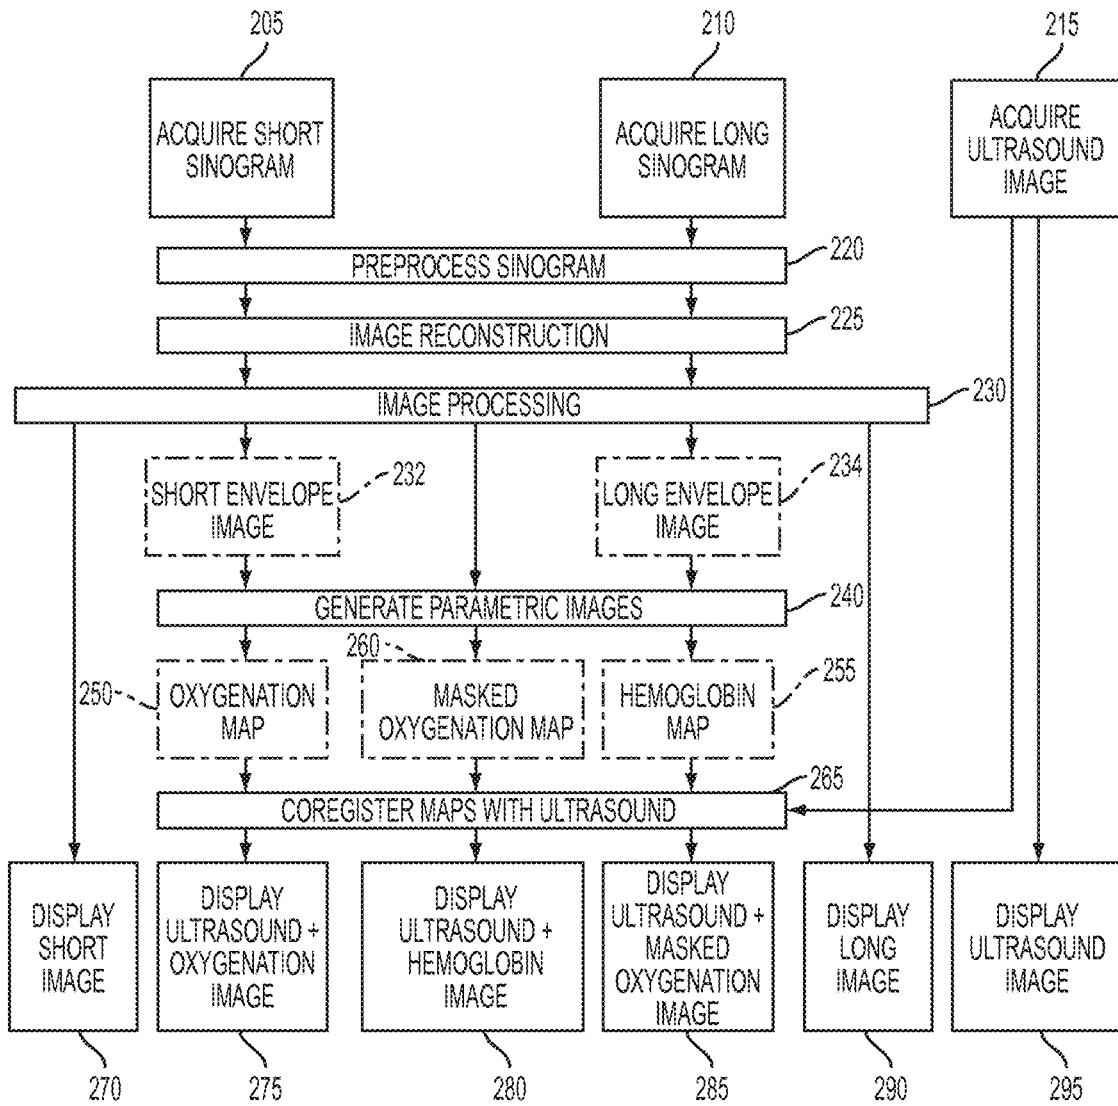 205
210
215
ACQUIRE SHORT
SINOGRAM
ACQUIRE LONG
SINOGRAM
ACQUIRE
ULTRASOUND
IMAGE
PREPROCESS SINOGRAM
220
IMAGE RECONSTRUCTION
225
IMAGE PROCESSING
230
SHORT ENVELOPE
IMAGE
232
LONG ENVELOPE
IMAGE
234
GENERATE PARAMETRIC IMAGES
240
250
OXYGENATION
MAP
260
MASKED
OXYGENATION MAP
HEMOGLOBIN
MAP
255
COREGISTER MAPS WITH ULTRASOUND
265
DISPLAY
SHORT
IMAGE
DISPLAY
ULTRASOUND +
OXYGENATION
IMAGE
DISPLAY
ULTRASOUND +
HEMOGLOBIN
IMAGE
DISPLAY
ULTRASOUND +
MASKED
OXYGENATION
IMAGE
DISPLAY
LONG
IMAGE
DISPLAY
ULTRASOUND
IMAGE
270
275
280
285
290
295